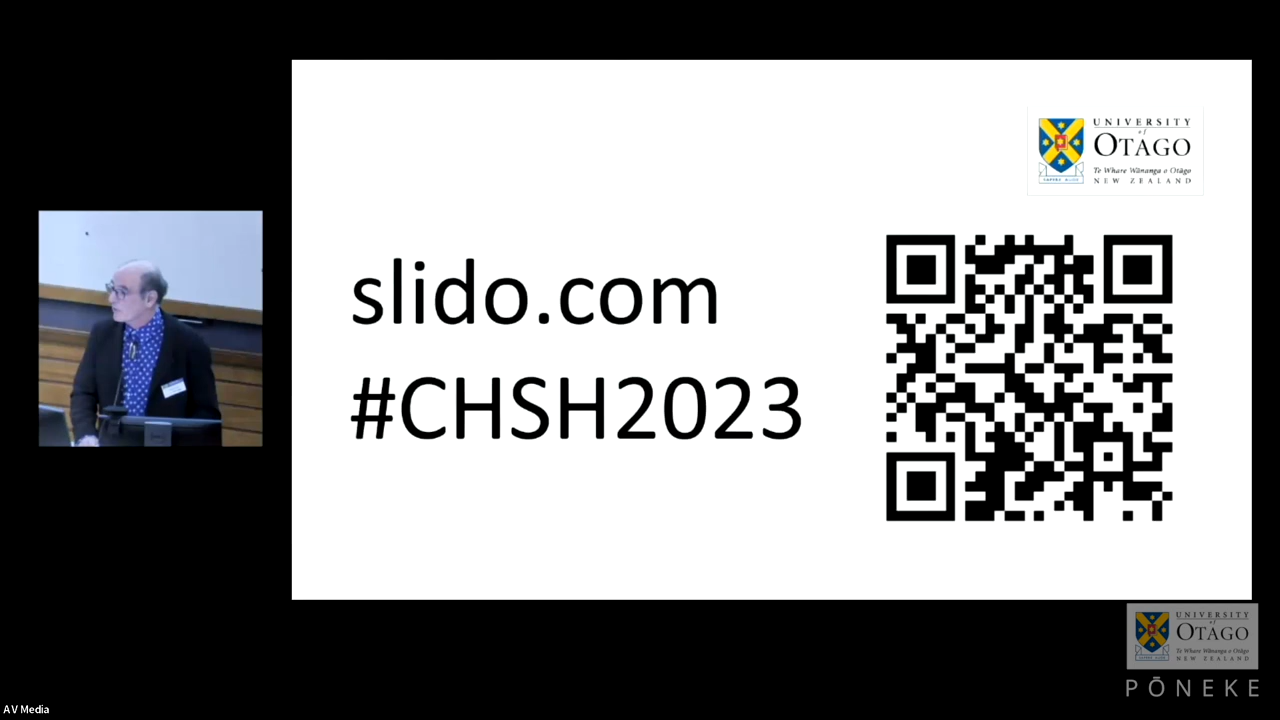 UNIVERSITY
of
OTAGO
Te Whare Wānanga o Otāgo
NEW ZEALAND
slido.com
#CHSH2023
UNIVERSITY
of
OTAGO
Te Whare Wānanga o Otāgo
NEW ZEALAND
PŌNEKE
AV Media